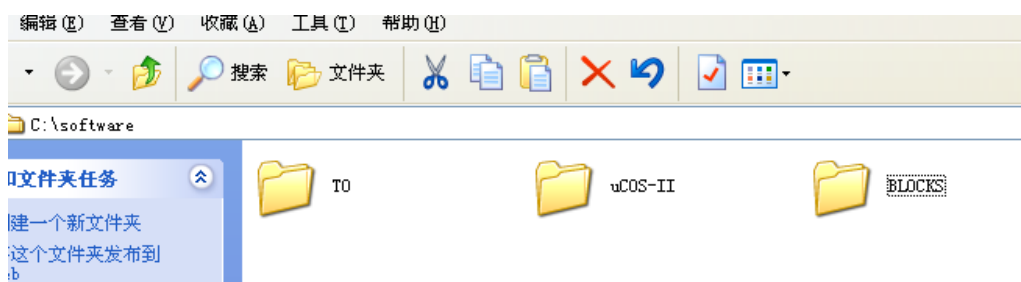 编辑(E) 查看(V) 收藏(A) 工具(T) 帮助(H)
搜索 文件夹
C:\software
文件夹任务
TO
uCOS-II
BLOCKS
建一个新文件夹
这个文件夹发布到